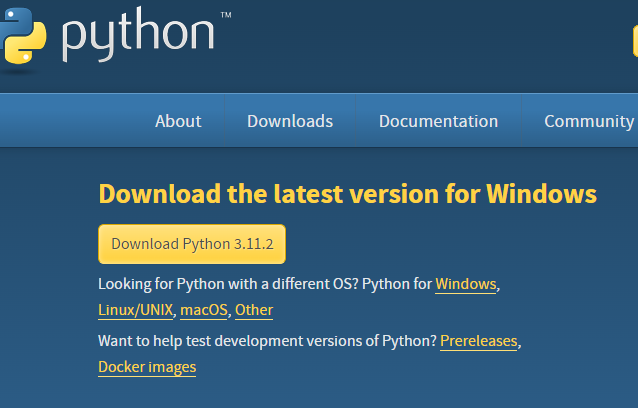 python™
About Downloads Documentation Community
Download the latest version for Windows
Download Python 3.11.2
Looking for Python with a different OS? Python for Windows,
Linux/UNIX, macOS, Other
Want to help test development versions of Python? Prereleases,
Docker images